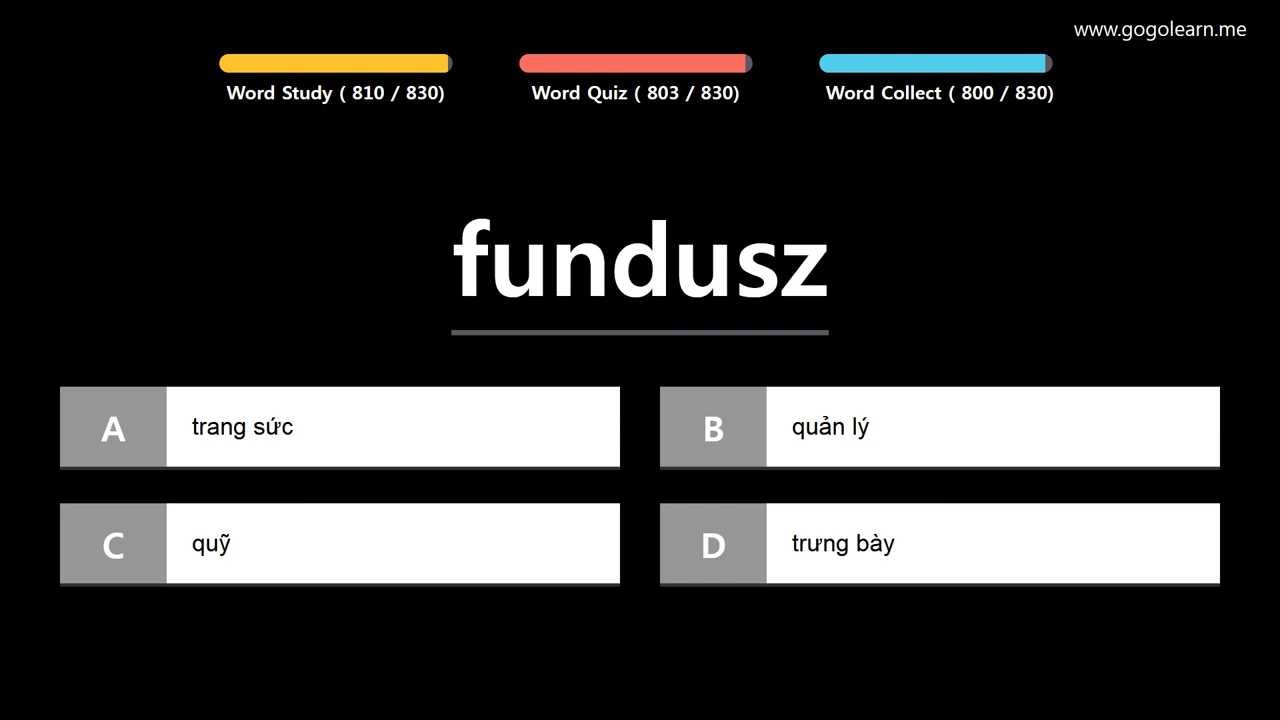 www.gogolearn.me
Word Study ( 810 / 830)
Word Quiz ( 803 / 830)
Word Collect ( 800 / 830)
fundusz
A trang sức
B quản lý
C quỹ
D trưng bày